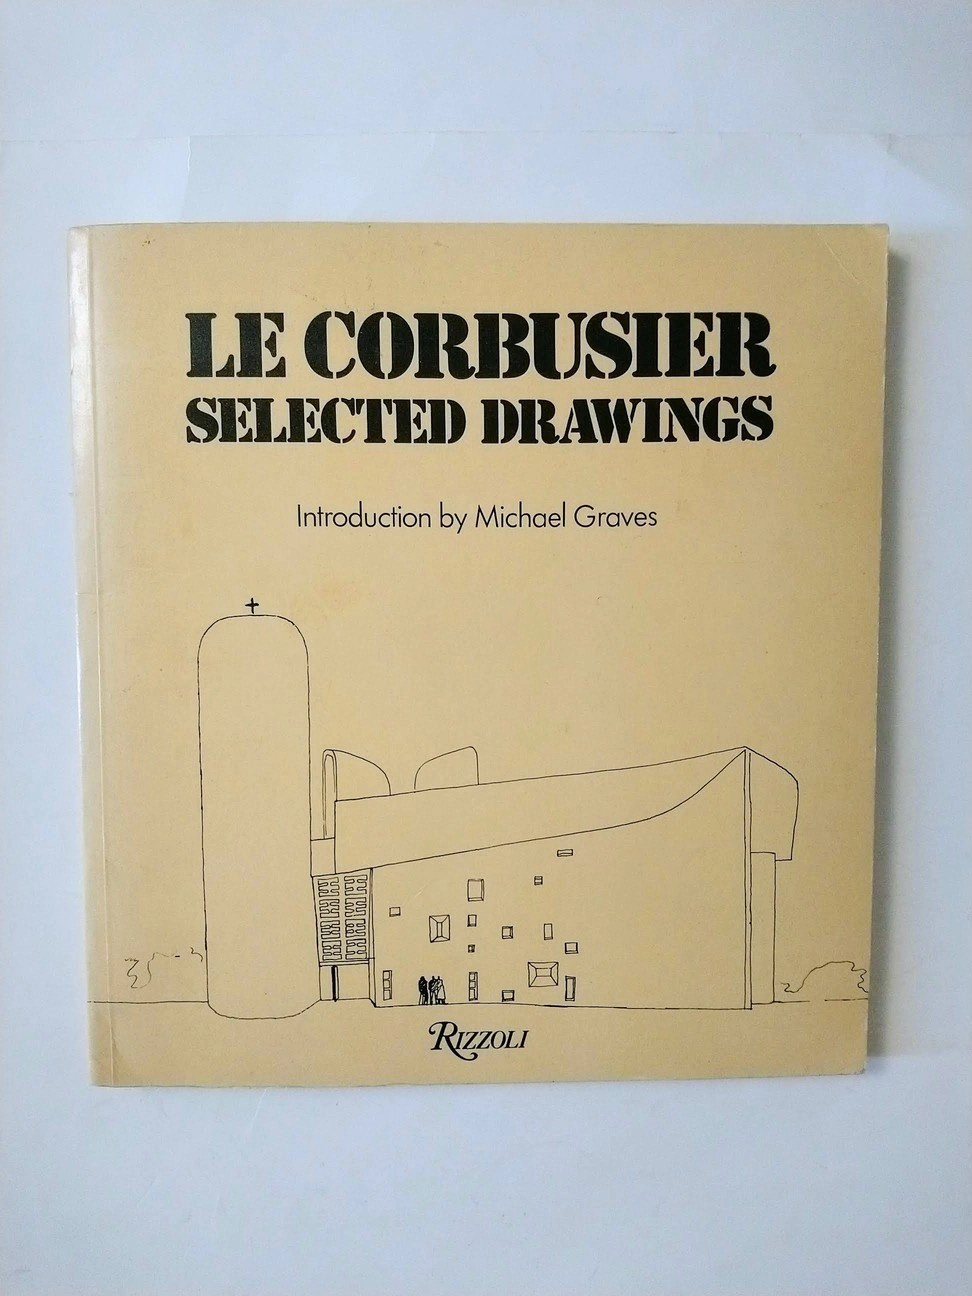 LE CORBUSIER
SELECTED DRAWINGS
Introduction by Michael Graves
RIZZOLI